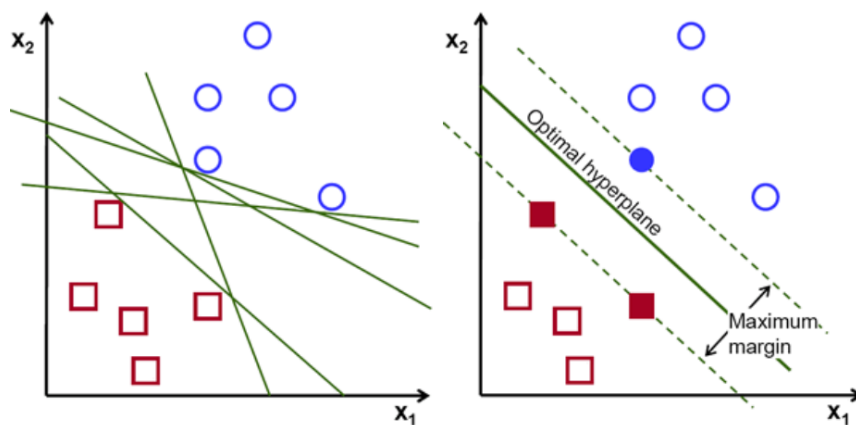 X₂
X₁
X₂
Optimal hyperplane
Maximum
margin
X₁